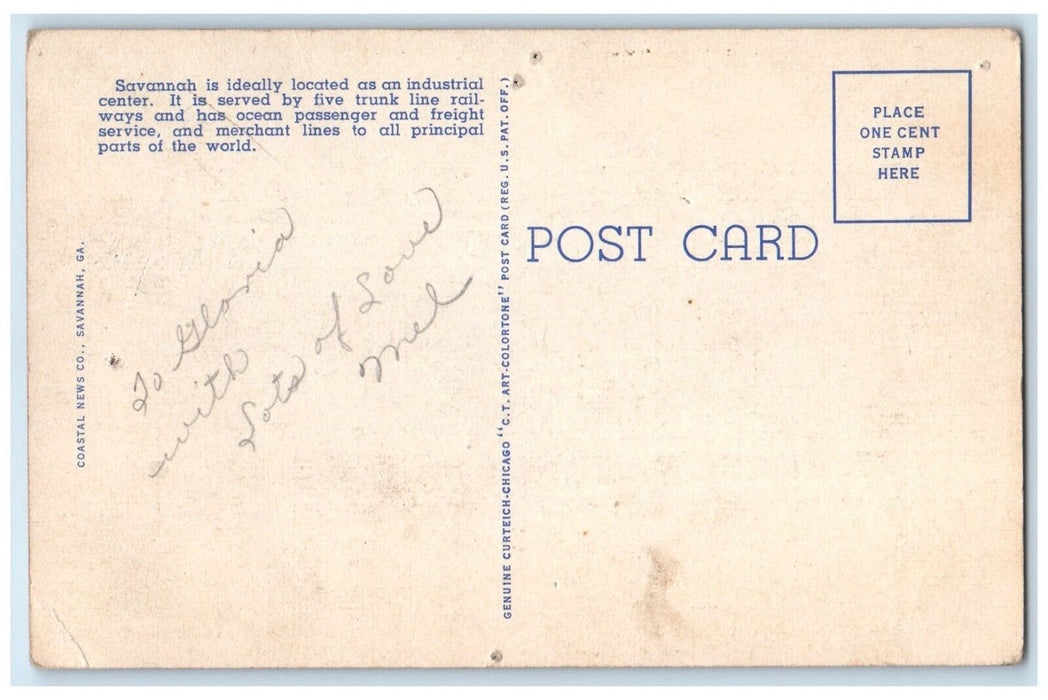 Savannah is ideally located as an industrial
center. It is served by five trunk line rail-
ways and has ocean passenger and freight
service, and merchant lines to all principal
parts of the world.
COASTAL NEWS CO., SAVANNAH, GA.
To Gloria
with
Lots of Love
Mel
GENUINE CURTEICH-CHICAGO "C.T. ART-COLORTONE" POST CARD (REG. U.S. PAT. OFF.)
POST CARD
PLACE
ONE CENT
STAMP
HERE